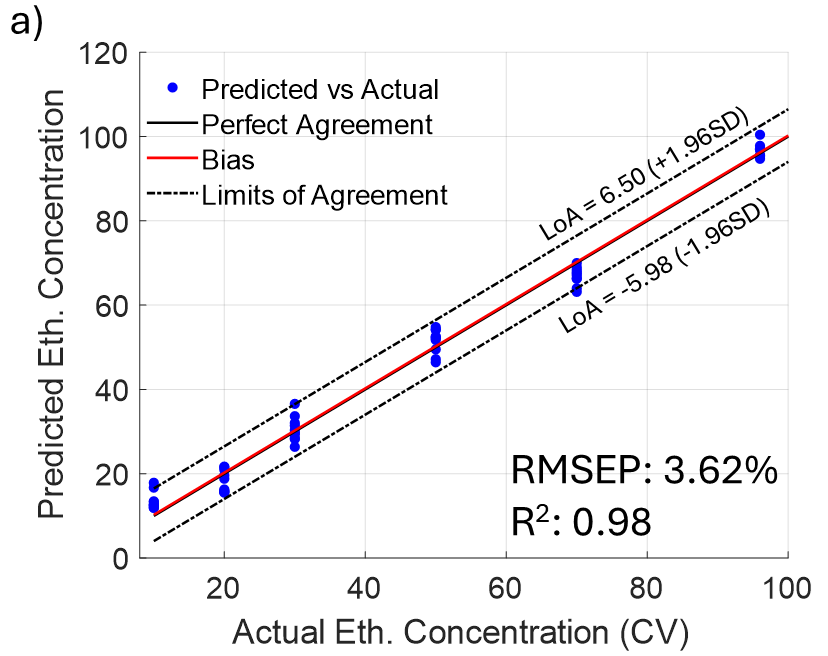 a)
120
100
80
60
40
20
0
Predicted Eth. Concentration
Predicted vs Actual
Perfect Agreement
Bias
Limits of Agreement
LoA = 6.50 (+1.96SD)
LoA = -5.98 (-1.96SD)
RMSEP: 3.62%
R²: 0.98
20 40 60 80 100
Actual Eth. Concentration (CV)